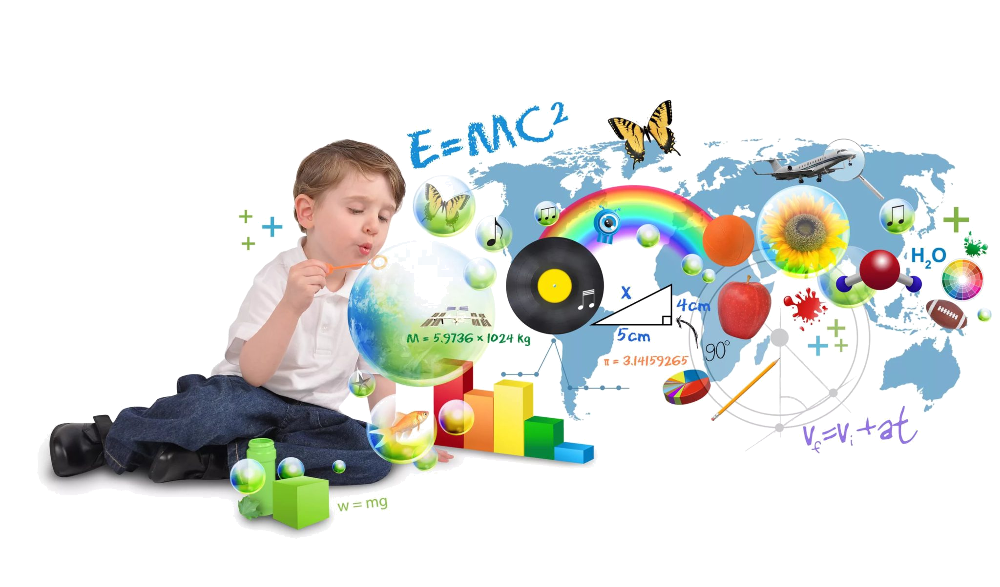 E=MC²
H₂O
X
4cm
M = 5.9736 × 1024 kg
5cm
90°
π = 3.14159265
Vf=Vi+at
w = mg